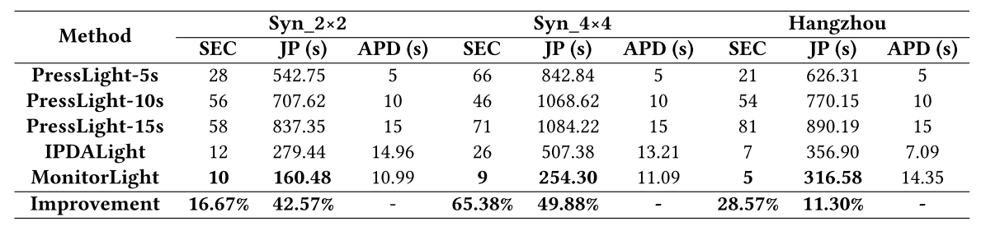 Method Syn_2×2 Syn_4×4 Hangzhou
SEC JP (s) APD (s) SEC JP (s) APD (s) SEC JP (s) APD (s)
PressLight-5s 28 542.75 5 66 842.84 5 21 626.31 5
PressLight-10s 56 707.62 10 46 1068.62 10 54 770.15 10
PressLight-15s 58 837.35 15 71 1084.22 15 81 890.19 15
IPDALight 12 279.44 14.96 26 507.38 13.21 7 356.90 7.09
MonitorLight 10 160.48 10.99 9 254.30 11.09 5 316.58 14.35
Improvement 16.67% 42.57% - 65.38% 49.88% - 28.57% 11.30% -